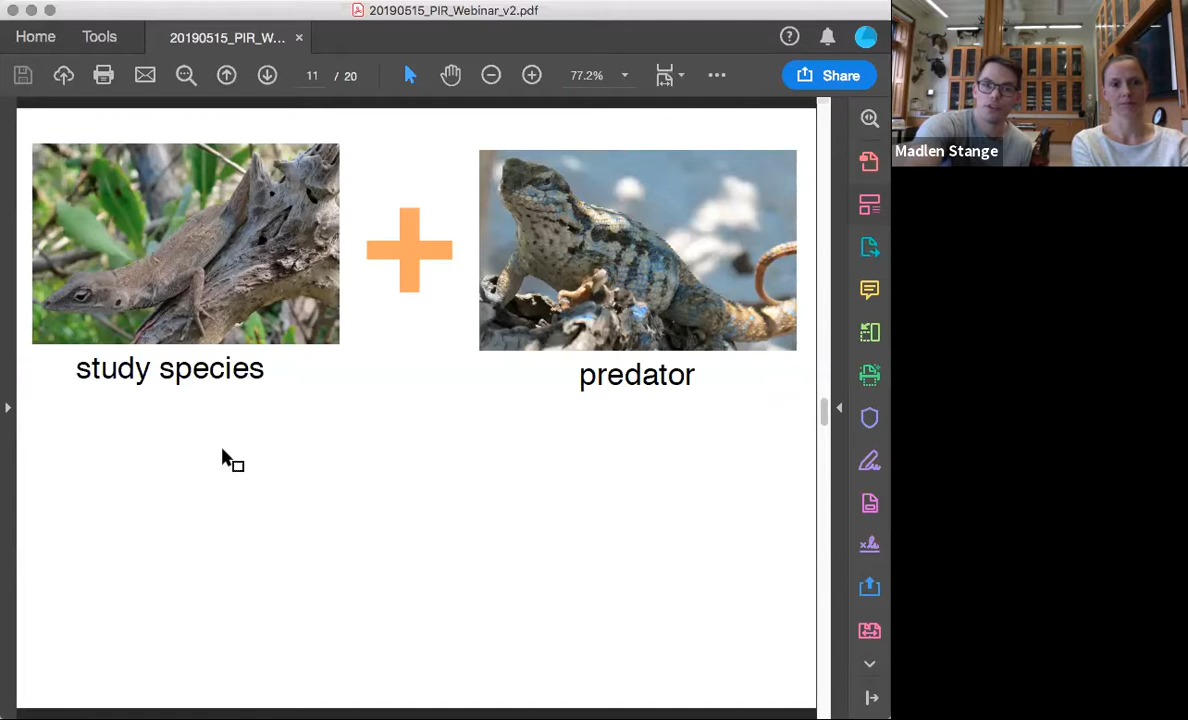 20190515_PIR_Webinar_v2.pdf
Home
Tools
20190515_PIR_W... ×
11 / 20
77.2%
Share
Madlen Stange
study species
predator